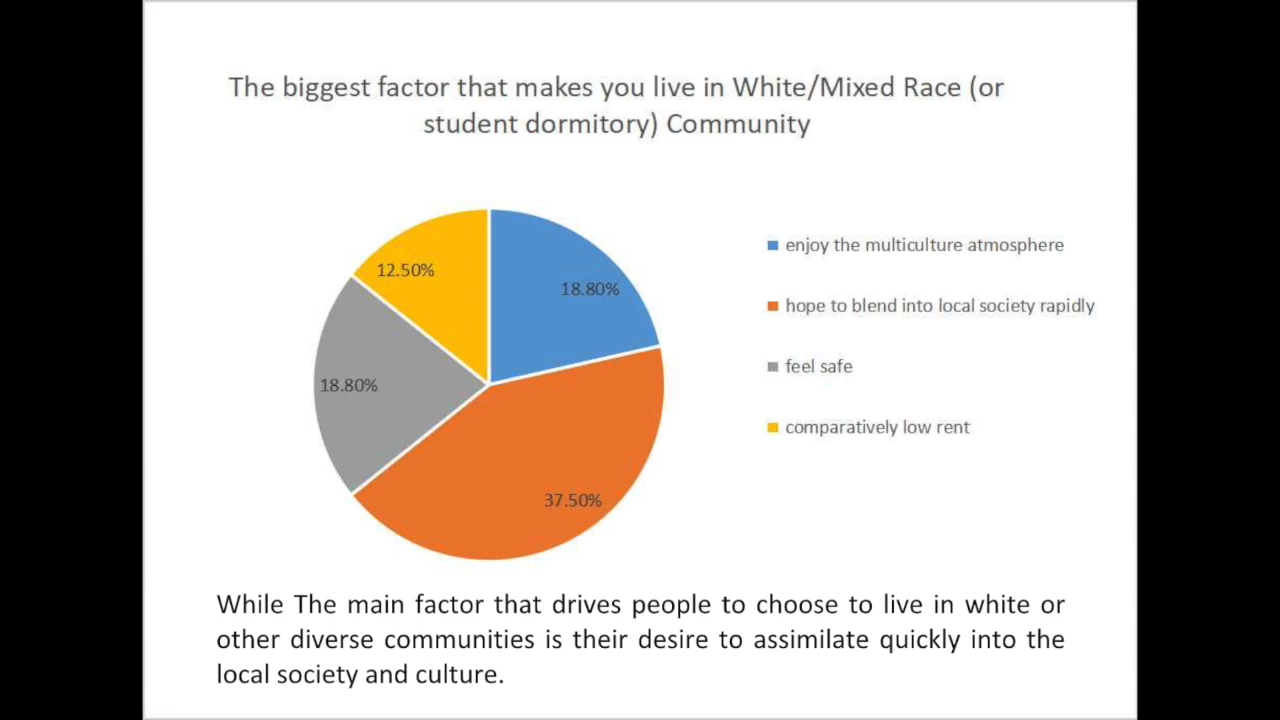 The biggest factor that makes you live in White/Mixed Race (or
student dormitory) Community
12.50%
18.80%
18.80%
37.50%
enjoy the multiculture atmosphere
hope to blend into local society rapidly
feel safe
comparatively low rent
While The main factor that drives people to choose to live in white or
other diverse communities is their desire to assimilate quickly into the
local society and culture.